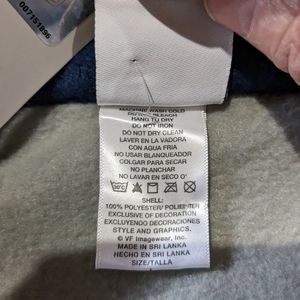 007151896
MACHINE WASH COLD
DO NOT BLEACH
HANG TO DRY
DO NOT IRON
DO NOT DRY CLEAN
LAVER EN LA VADORA
CON AGUA FRIA
NO USAR BLANQUEADOR
COLGAR PARA SECAR
NO PLANCHAR
NO LAVAR EN SECO
30°C
SHELL:
100% POLYESTER/ POLIESTER
EXCLUSIVE OF DECORATION
EXCLUYENDO DECORACIONES
STYLE AND GRAPHICS.
© VF Imagewear, Inc.
MADE IN SRI LANKA
HECHO EN SRI LANKA
SIZE/TALLA